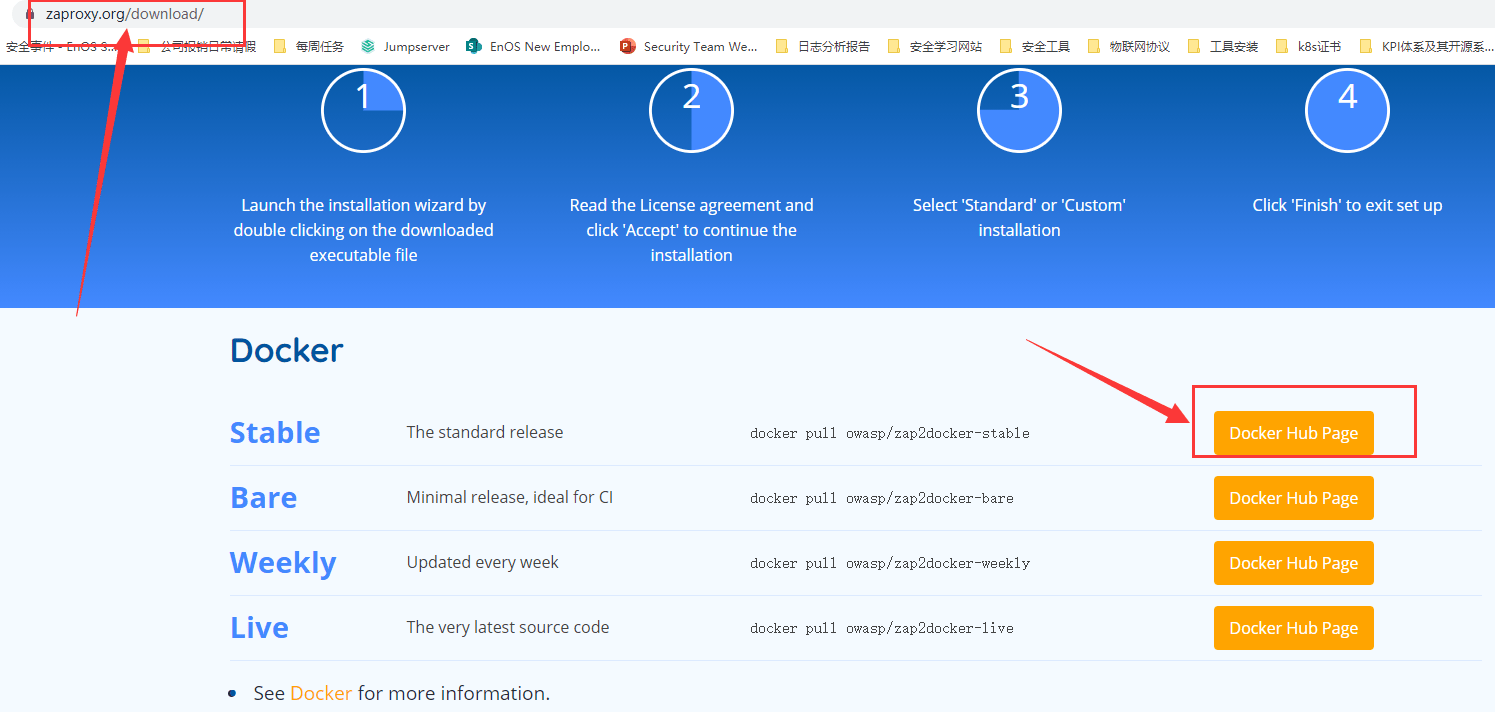 zaproxy.org/download/
安全事件 - EnOS S... 公司报销日常请假 每周任务 Jumpserver EnOS New Emplo... Security Team We... 日志分析报告 安全学习网站 安全工具 物联网协议 工具安装 k8s证书 KPI体系及其开源系...
1 2 3 4
Launch the installation wizard by
double clicking on the downloaded
executable file
Read the License agreement and
click 'Accept' to continue the
installation
Select 'Standard' or 'Custom'
installation
Click 'Finish' to exit set up
Docker
Stable The standard release docker pull owasp/zap2docker-stable Docker Hub Page
Bare Minimal release, ideal for CI docker pull owasp/zap2docker-bare Docker Hub Page
Weekly Updated every week docker pull owasp/zap2docker-weekly Docker Hub Page
Live The very latest source code docker pull owasp/zap2docker-live Docker Hub Page
See Docker for more information.